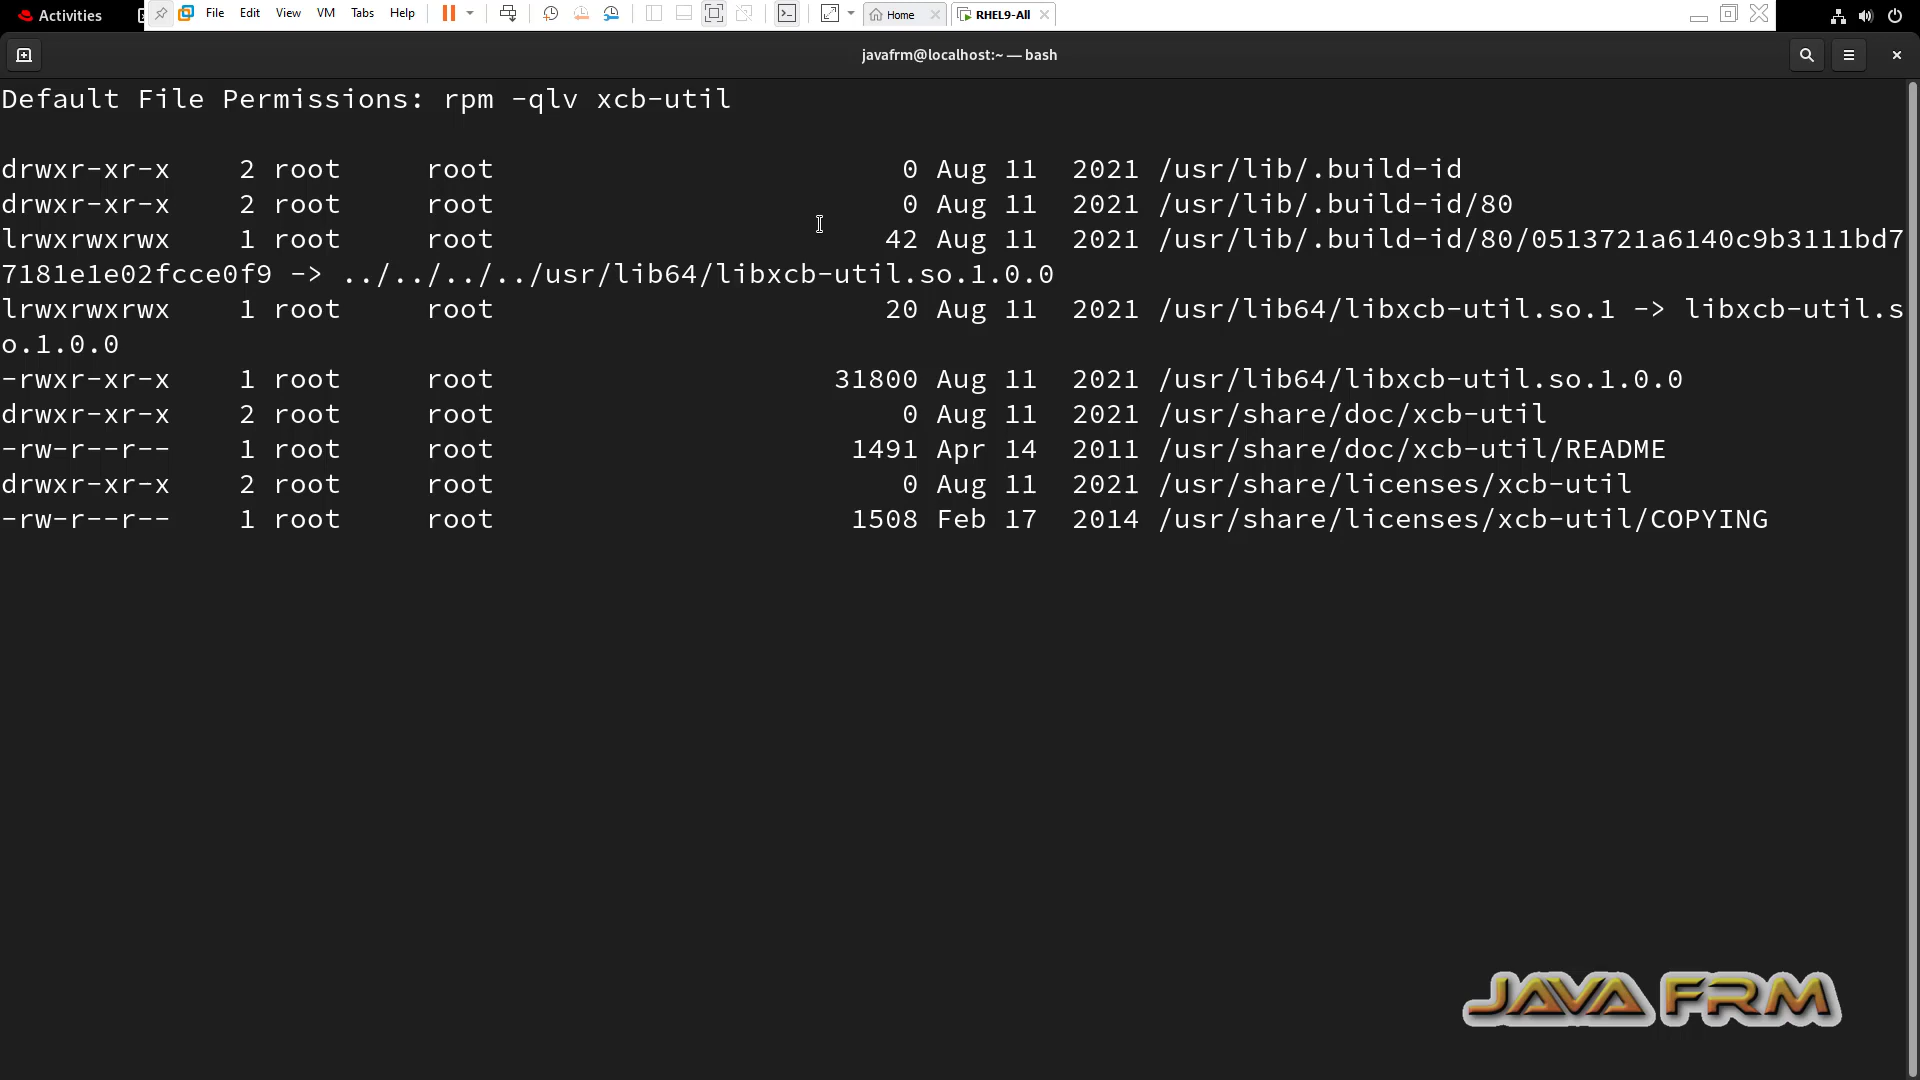 Activities File Edit View VM Tabs Help Home RHEL9-All
javafrm@localhost:~ — bash
Default File Permissions: rpm -qlv xcb-util
drwxr-xr-x    2 root     root                        0 Aug 11  2021 /usr/lib/.build-id
drwxr-xr-x    2 root     root                        0 Aug 11  2021 /usr/lib/.build-id/80
lrwxrwxrwx    1 root     root                       42 Aug 11  2021 /usr/lib/.build-id/80/0513721a6140c9b3111bd7
7181e1e02fcce0f9 -> ../../../../usr/lib64/libxcb-util.so.1.0.0
lrwxrwxrwx    1 root     root                       20 Aug 11  2021 /usr/lib64/libxcb-util.so.1 -> libxcb-util.s
o.1.0.0
-rwxr-xr-x    1 root     root                    31800 Aug 11  2021 /usr/lib64/libxcb-util.so.1.0.0
drwxr-xr-x    2 root     root                        0 Aug 11  2021 /usr/share/doc/xcb-util
-rw-r--r--    1 root     root                     1491 Apr 14  2011 /usr/share/doc/xcb-util/README
drwxr-xr-x    2 root     root                        0 Aug 11  2021 /usr/share/licenses/xcb-util
-rw-r--r--    1 root     root                     1508 Feb 17  2014 /usr/share/licenses/xcb-util/COPYING
JAVA FRM